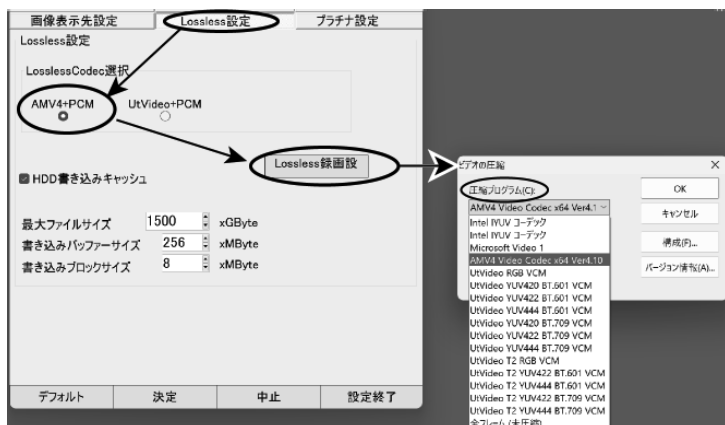 画像表示先設定 Lossless設定 プラチナ設定
Lossless設定
LosslessCodec選択
AMV4+PCM UtVideo+PCM
Lossless録画設
HDD書き込みキャッシュ
最大ファイルサイズ 1500 xGByte
書き込みバッファーサイズ 256 xMByte
書き込みブロックサイズ 8 xMByte
デフォルト 決定 中止 設定終了
ビデオの圧縮
圧縮プログラム(C):
AMV4 Video Codec x64 Ver4.1
Intel IYUV コーデック
Intel IYUV コーデック
Microsoft Video 1
AMV4 Video Codec x64 Ver4.10
UtVideo RGB VCM
UtVideo YUV420 BT.601 VCM
UtVideo YUV422 BT.601 VCM
UtVideo YUV444 BT.601 VCM
UtVideo YUV420 BT.709 VCM
UtVideo YUV422 BT.709 VCM
UtVideo YUV444 BT.709 VCM
UtVideo T2 RGB VCM
UtVideo T2 YUV422 BT.601 VCM
UtVideo T2 YUV444 BT.601 VCM
UtVideo T2 YUV422 BT.709 VCM
UtVideo T2 YUV444 BT.709 VCM
全フレーム (未圧縮)
OK
キャンセル
構成(F)...
バージョン情報(A)...